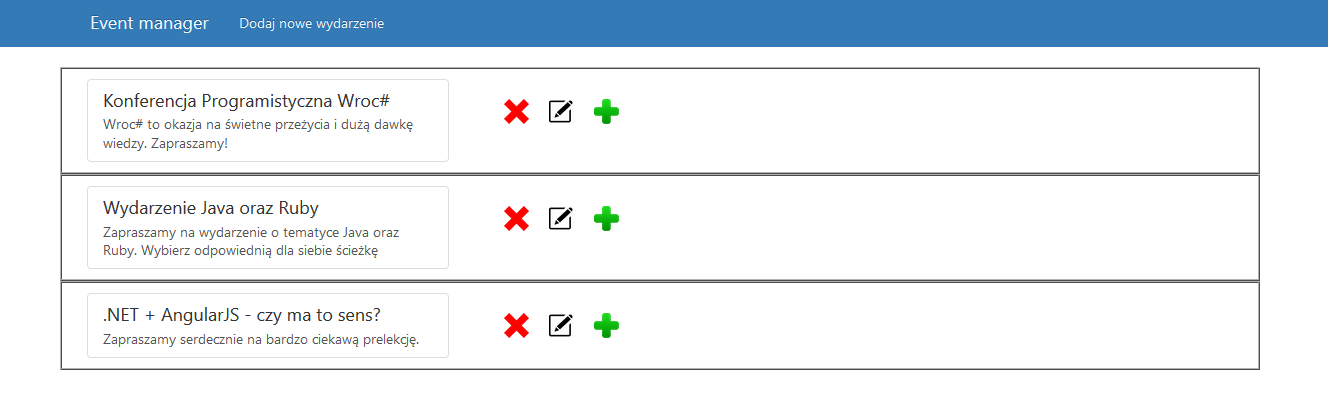 Event manager
Dodaj nowe wydarzenie
Konferencja Programistyczna Wroc#
Wroc# to okazja na świetne przeżycia i dużą dawkę
wiedzy. Zapraszamy!
Wydarzenie Java oraz Ruby
Zapraszamy na wydarzenie o tematyce Java oraz
Ruby. Wybierz odpowiednią dla siebie ścieżkę
.NET + AngularJS - czy ma to sens?
Zapraszamy serdecznie na bardzo ciekawą prelekcję.